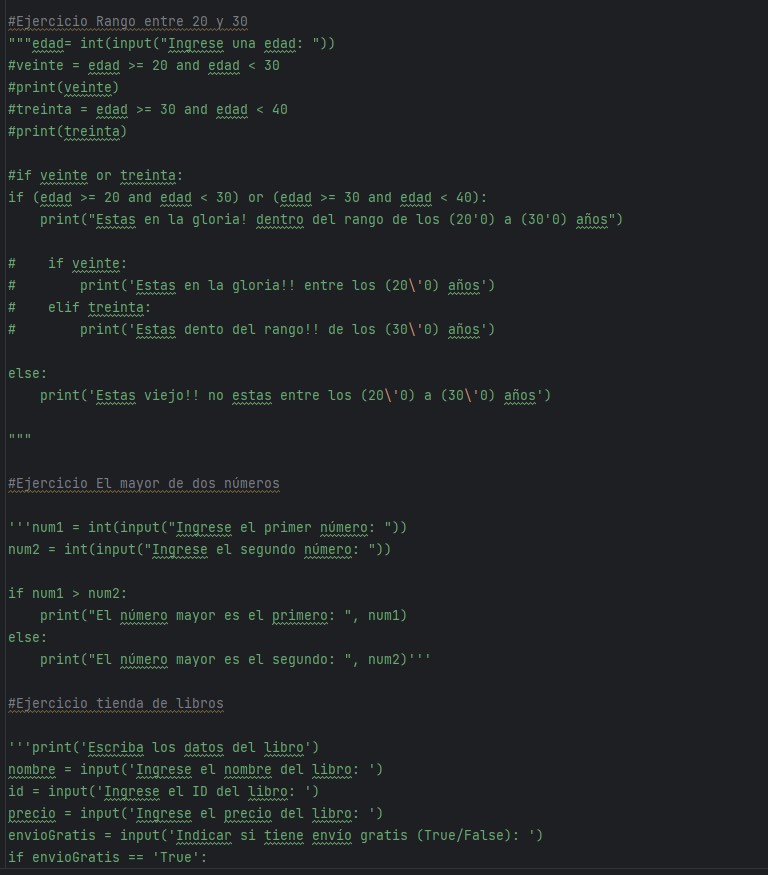 #Ejercicio Rango entre 20 y 30
"""edad= int(input("Ingrese una edad: "))
#veinte = edad >= 20 and edad < 30
#print(veinte)
#treinta = edad >= 30 and edad < 40
#print(treinta)

#if veinte or treinta:
if (edad >= 20 and edad < 30) or (edad >= 30 and edad < 40):
    print("Estas en la gloria! dentro del rango de los (20'0) a (30'0) años")

#    if veinte:
#        print('Estas en la gloria!! entre los (20\'0) años')
#    elif treinta:
#        print('Estas dento del rango!! de los (30\'0) años')

else:
    print('Estas viejo!! no estas entre los (20\'0) a (30\'0) años')

"""

#Ejercicio El mayor de dos números

'''num1 = int(input("Ingrese el primer número: "))
num2 = int(input("Ingrese el segundo número: "))

if num1 > num2:
    print("El número mayor es el primero: ", num1)
else:
    print("El número mayor es el segundo: ", num2)'''

#Ejercicio tienda de libros

'''print('Escriba los datos del libro')
nombre = input('Ingrese el nombre del libro: ')
id = input('Ingrese el ID del libro: ')
precio = input('Ingrese el precio del libro: ')
envioGratis = input('Indicar si tiene envio gratis (True/False): ')
if envioGratis == 'True':